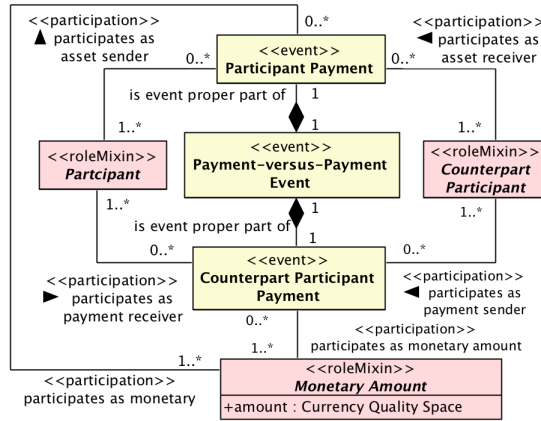 <<participation>>
participates as
asset sender
0..*
<<participation>>
participates as
asset receiver
<<event>>
Participant Payment
0..*
0..*
is event proper part of
1
1..*
1
1..*
<<roleMixin>>
Partcipant
<<event>>
Payment-versus-Payment
Event
<<roleMixin>>
Counterpart
Participant
1..*
1
1..*
is event proper part of
1
0..*
0..*
<<event>>
Counterpart Participant
Payment
<<participation>>
participates as
payment receiver
<<participation>>
participates as
payment sender
0..*
<<participation>>
participates as monetary amount
1..*
1..*
<<participation>>
participates as monetary
<<roleMixin>>
Monetary Amount
+amount : Currency Quality Space